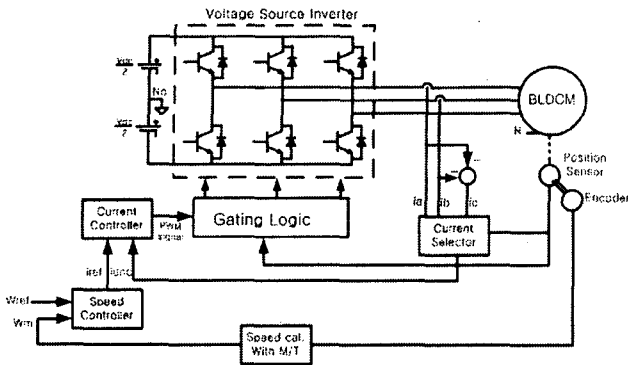 Voltage Source Inverter
Vdc
2
No
Vdc
2
BLDCM
N
Position
Sensor
Encoder
ia
ib
ic
Current
Controller
PWM
signal
Gating Logic
Current
Selector
iref
Wref
Wm
Speed
Controller
Speed cal.
With M/T